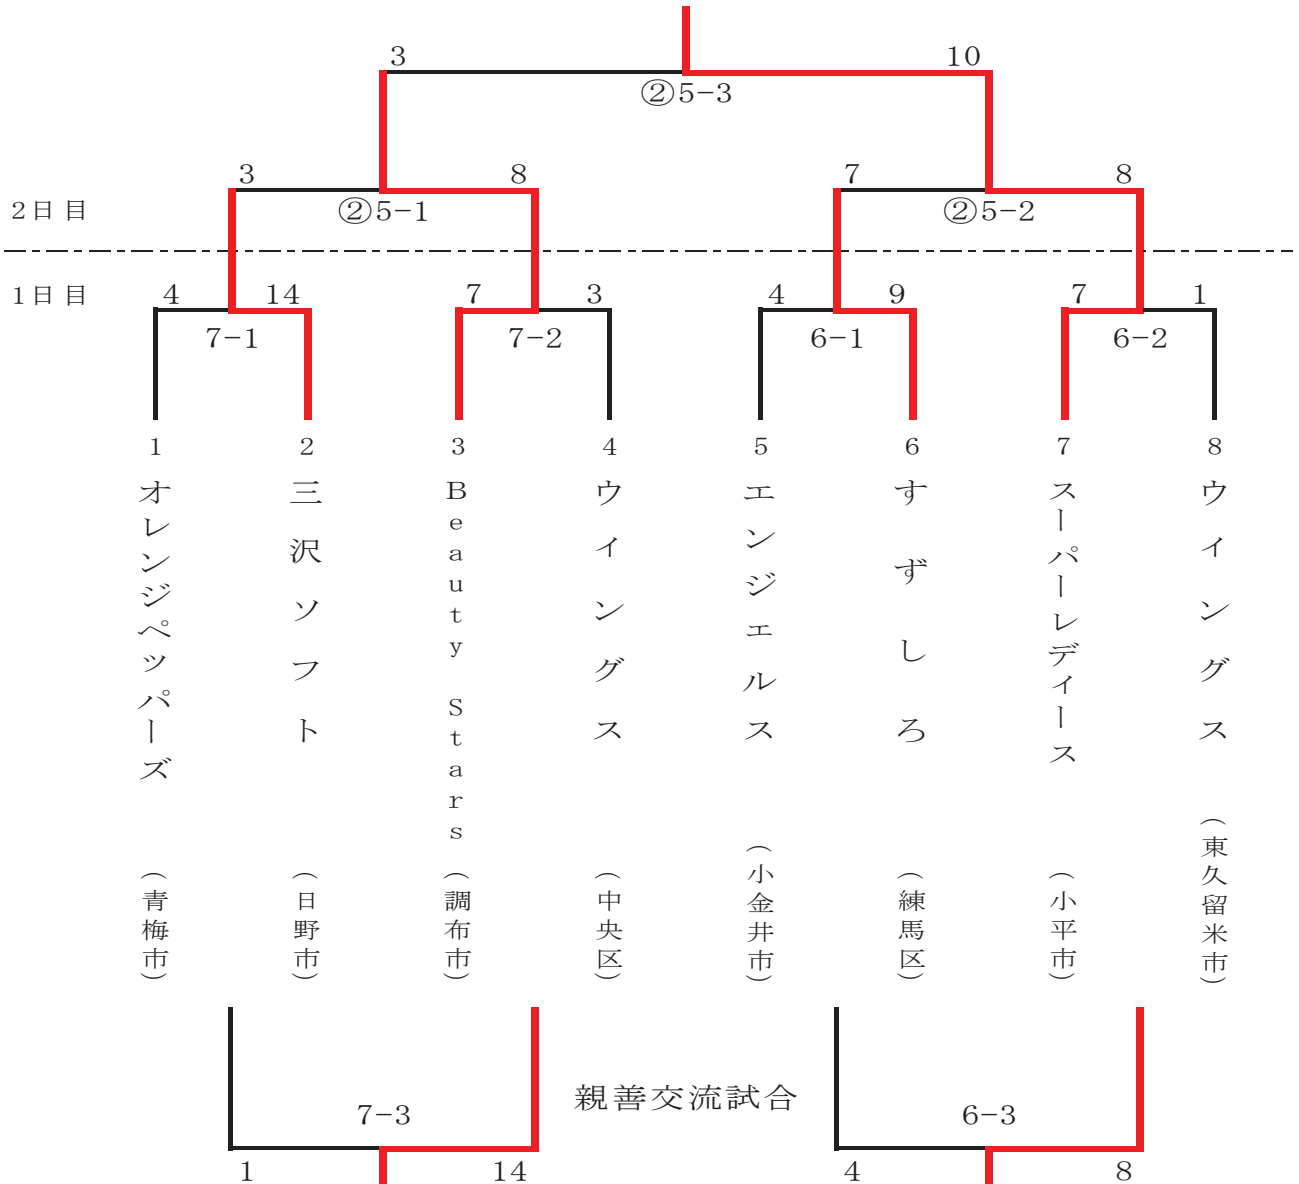 3 10
②5-3
3 8 7 8
2日目 ②5-1 ②5-2
1日目 4 14 7 3 4 9 7 1
7-1 7-2 6-1 6-2
1 2 3 4 5 6 7 8
オレンジペッパーズ(青梅市)
三沢ソフト(日野市)
Beauty Stars(調布市)
ウィングス(中央区)
エンジェルス(小金井市)
すずしろ(練馬区)
スーパーレディース(小平市)
ウイングス(東久留米市)
親善交流試合
7-3 6-3
1 14 4 8